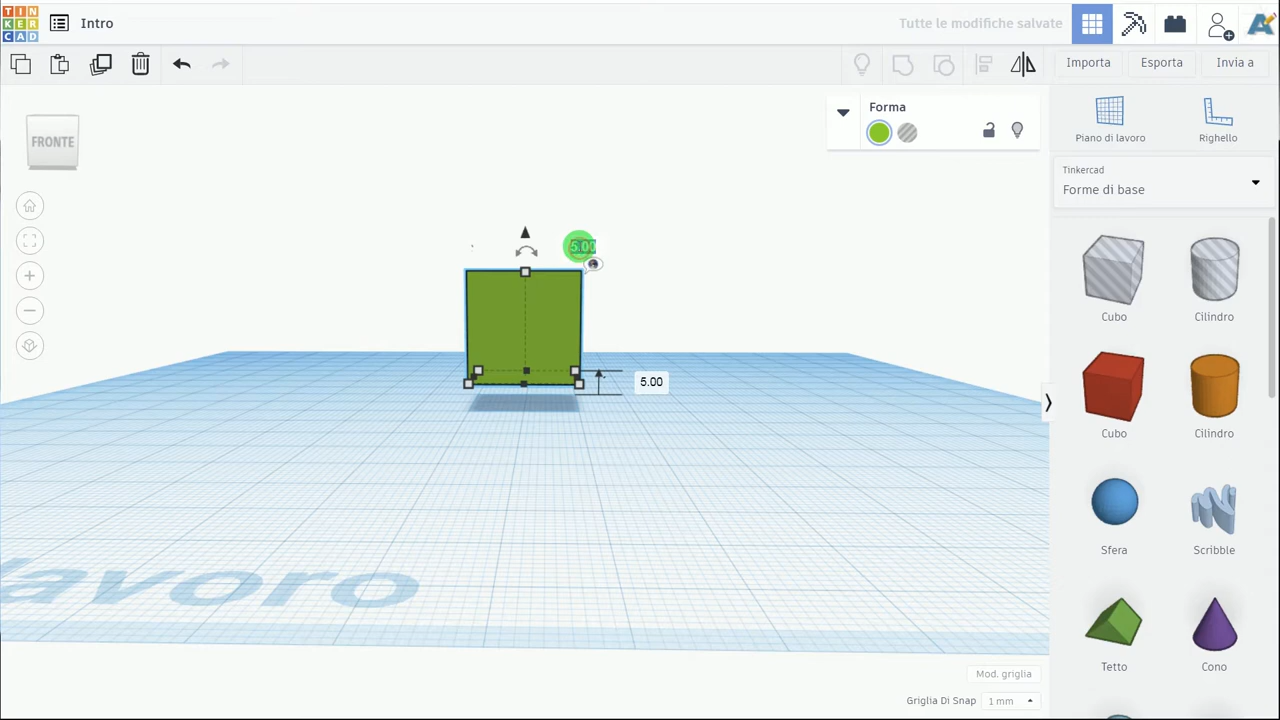 TIN
KER
CAD
Intro
Tutte le modifiche salvate
Importa
Esporta
Invia a
FRONTE
Forma
Piano di lavoro
Righello
Tinkercad
Forme di base
5.00
5.00
Cubo
Cilindro
Cubo
Cilindro
Sfera
Scribble
Tetto
Cono
lavoro
Mod. griglia
Griglia Di Snap
1 mm